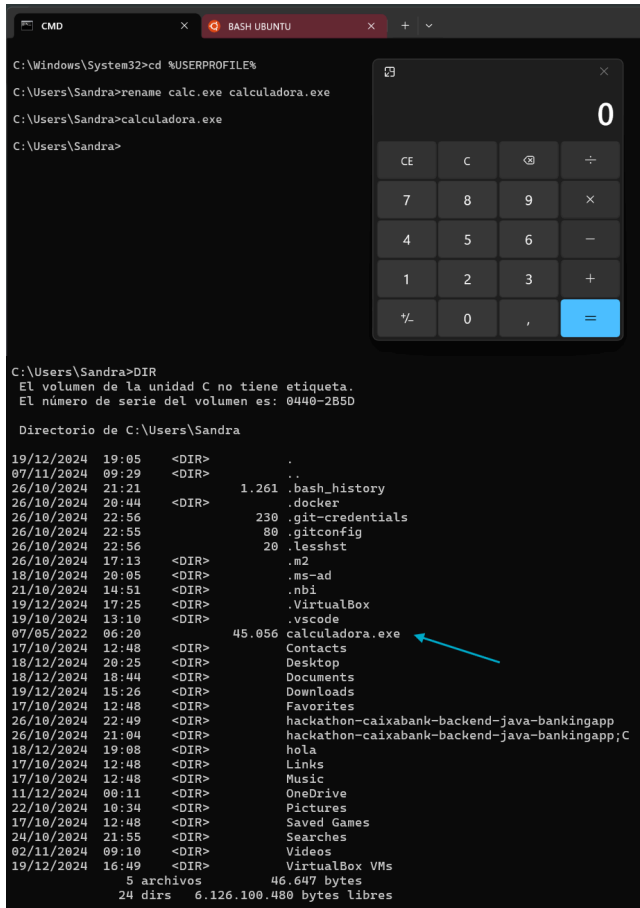 CMD × BASH UBUNTU × + ⌄
C:\Windows\System32>cd %USERPROFILE%
C:\Users\Sandra>rename calc.exe calculadora.exe
C:\Users\Sandra>calculadora.exe
C:\Users\Sandra>
×
0
CE C ⌫ ÷
7 8 9 ×
4 5 6 −
1 2 3 +
+/− 0 , =
C:\Users\Sandra>DIR
El volumen de la unidad C no tiene etiqueta.
El número de serie del volumen es: 0440-2B5D
Directorio de C:\Users\Sandra
19/12/2024 19:05 <DIR> .
07/11/2024 09:29 <DIR> ..
26/10/2024 21:21 1.261 .bash_history
26/10/2024 20:44 <DIR> .docker
26/10/2024 22:56 230 .git-credentials
26/10/2024 22:55 80 .gitconfig
26/10/2024 22:56 20 .lesshst
26/10/2024 17:13 <DIR> .m2
18/10/2024 20:05 <DIR> .ms-ad
21/10/2024 14:51 <DIR> .nbi
19/12/2024 17:25 <DIR> .VirtualBox
19/10/2024 13:10 <DIR> .vscode
07/05/2022 06:20 45.056 calculadora.exe
17/10/2024 12:48 <DIR> Contacts
18/12/2024 20:25 <DIR> Desktop
18/12/2024 18:44 <DIR> Documents
19/12/2024 15:26 <DIR> Downloads
17/10/2024 12:48 <DIR> Favorites
26/10/2024 22:49 <DIR> hackathon-caixabank-backend-java-bankingapp
26/10/2024 21:04 <DIR> hackathon-caixabank-backend-java-bankingapp;C
18/12/2024 19:08 <DIR> hola
17/10/2024 12:48 <DIR> Links
17/10/2024 12:48 <DIR> Music
11/12/2024 00:11 <DIR> OneDrive
22/10/2024 10:34 <DIR> Pictures
17/10/2024 12:48 <DIR> Saved Games
24/10/2024 21:55 <DIR> Searches
02/11/2024 09:10 <DIR> Videos
19/12/2024 16:49 <DIR> VirtualBox VMs
5 archivos 46.647 bytes
24 dirs 6.126.100.480 bytes libres